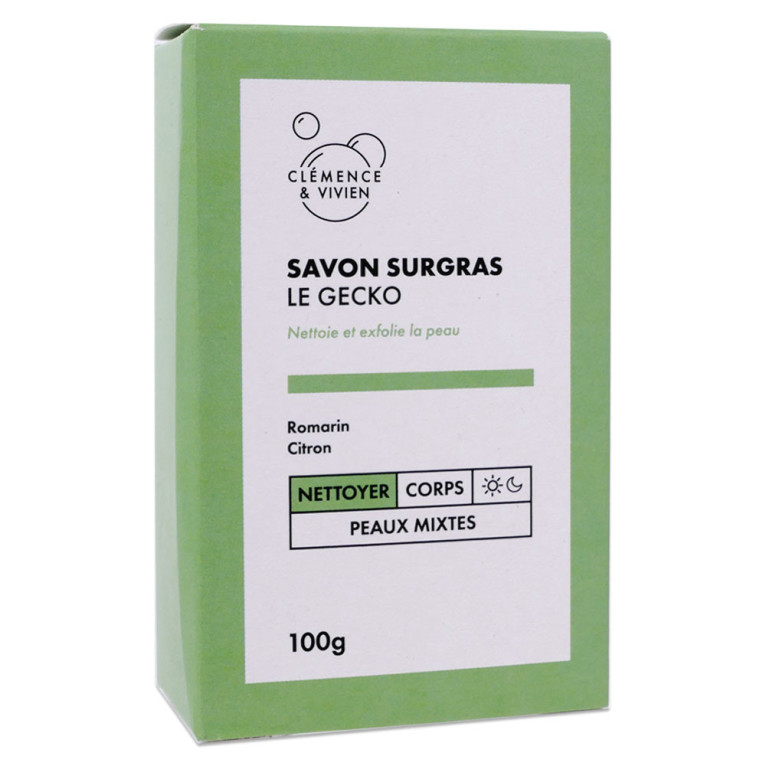 CLÉMENCE
& VIVIEN
SAVON SURGRAS
LE GECKO
Nettoie et exfolie la peau
Romarin
Citron
NETTOYER CORPS
PEAUX MIXTES
100g